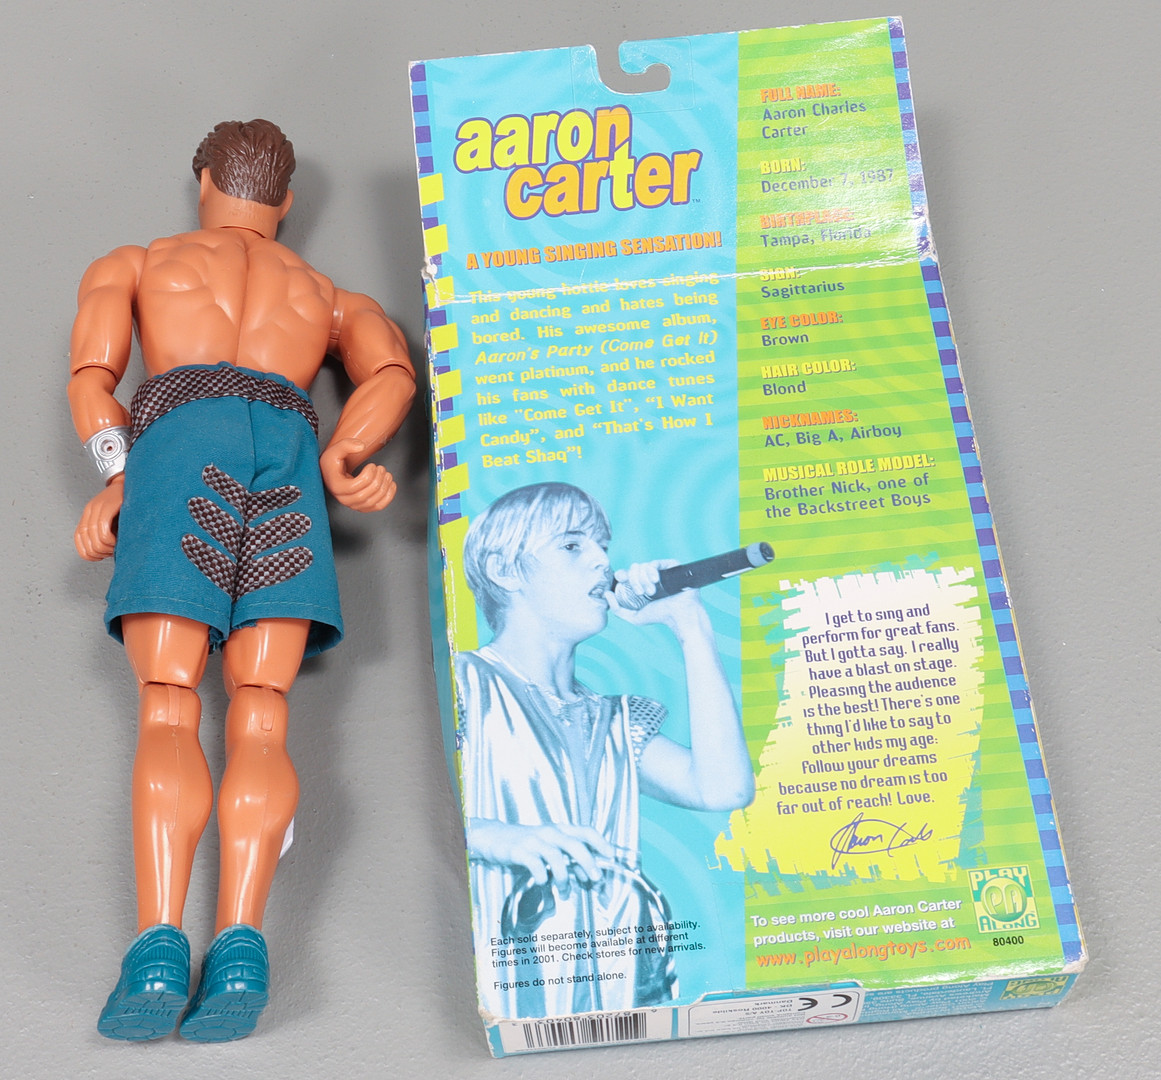 aaron
carter
A YOUNG SINGING SENSATION!
This young hottie loves singing
and dancing and hates being
bored. His awesome album,
Aaron's Party (Come Get It)
went platinum, and he rocked
his fans with dance tunes
like "Come Get It", "I Want
Candy", and "That's How I
Beat Shaq"!
FULL NAME:
Aaron Charles
Carter
BORN:
December 7, 1987
BIRTHPLACE:
Tampa, Florida
SIGN:
Sagittarius
EYE COLOR:
Brown
HAIR COLOR:
Blond
NICKNAMES:
AC, Big A, Airboy
MUSICAL ROLE MODEL:
Brother Nick, one of
the Backstreet Boys
I get to sing and
perform for great fans.
But I gotta say. I really
have a blast on stage.
Pleasing the audience
is the best! There's one
thing I'd like to say to
other kids my age:
follow your dreams
because no dream is too
far out of reach! Love,
Each sold separately, subject to availability.
Figures will become available at different
times in 2001. Check stores for new arrivals.
Figures do not stand alone.
To see more cool Aaron Carter
products, visit our website at
www.playalongtoys.com
PLAY
PA
ALONG
80400
CE